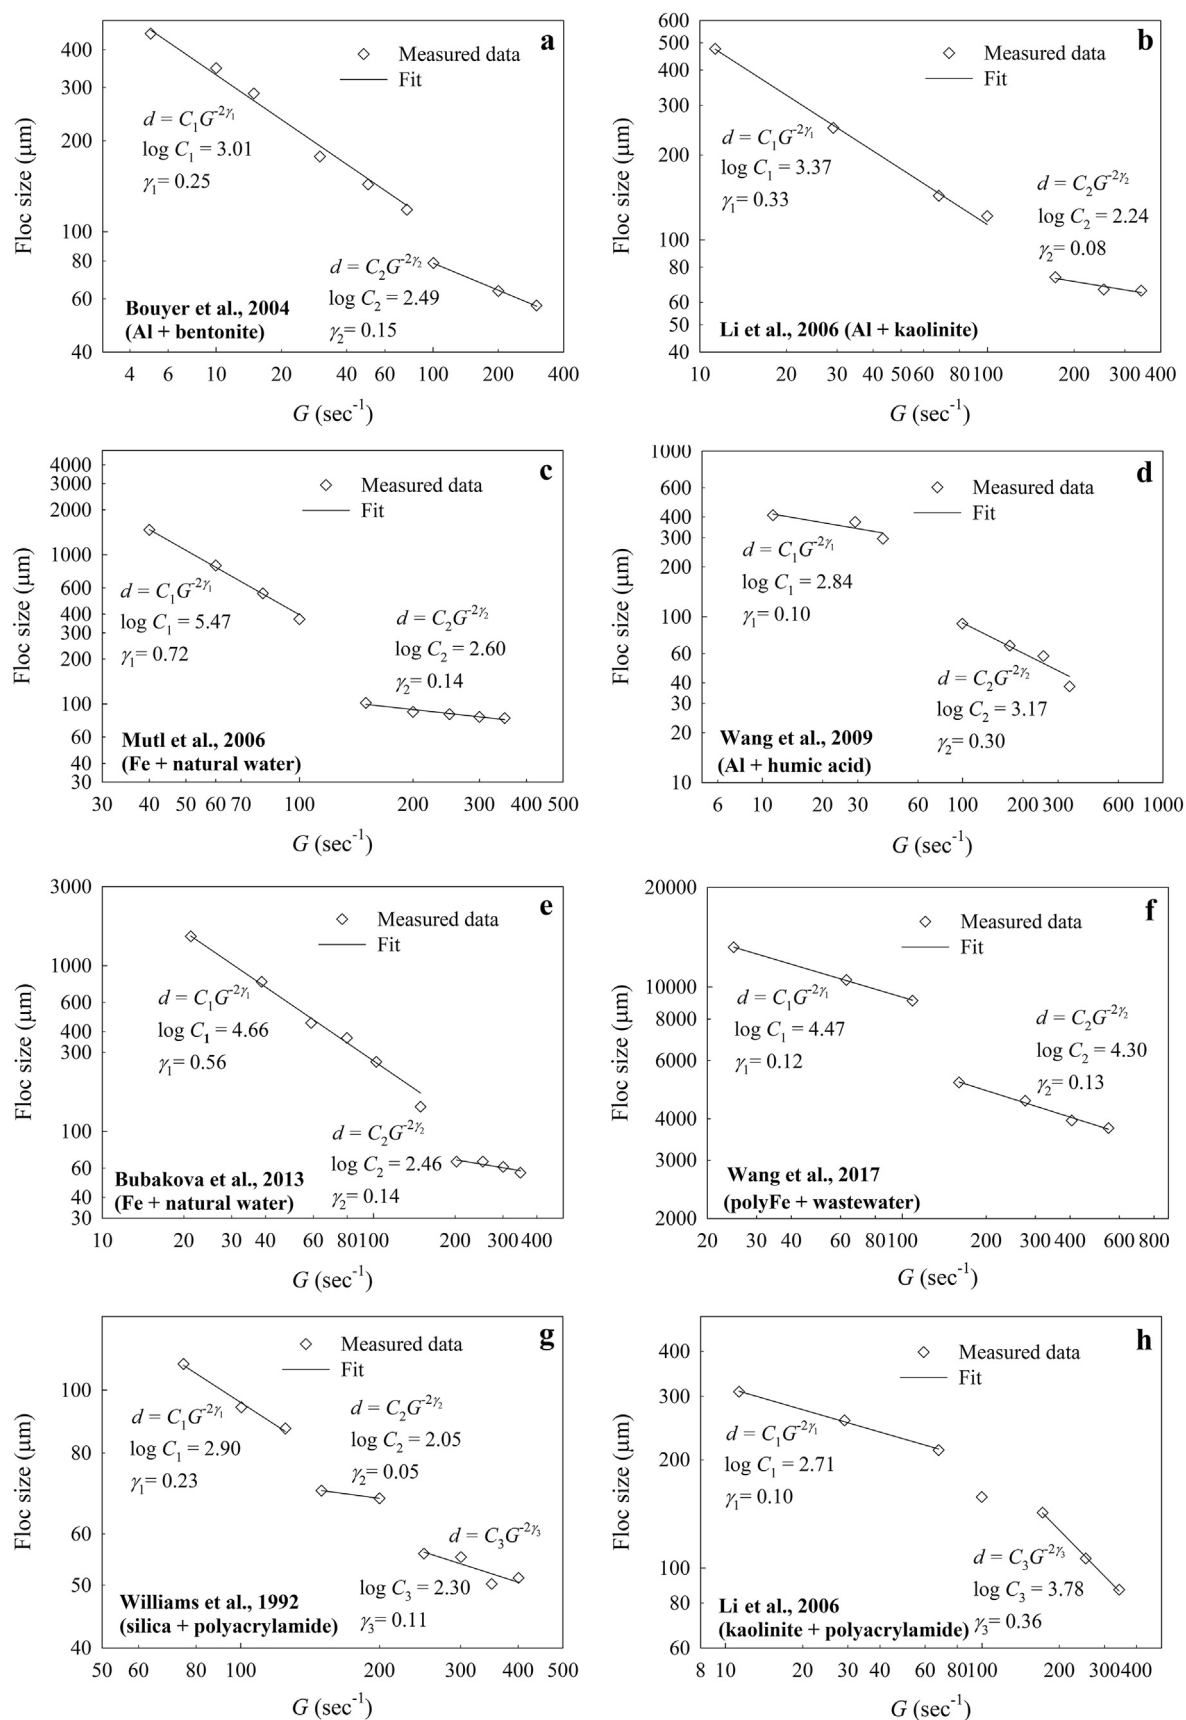 a
Measured data
Fit
d = C₁G^-2γ₁
log C₁ = 3.01
γ₁= 0.25
d = C₂G^-2γ₂
log C₂ = 2.49
γ₂= 0.15
Bouyer et al., 2004
(Al + bentonite)
Floc size (μm)
400
300
200
100
80
60
40
4 6 10 20 40 60 100 200 400
G (sec⁻¹)
b
Measured data
Fit
d = C₁G^-2γ₁
log C₁ = 3.37
γ₁= 0.33
d = C₂G^-2γ₂
log C₂ = 2.24
γ₂= 0.08
Li et al., 2006 (Al + kaolinite)
Floc size (μm)
600
500
400
300
200
100
80
60
50
40
10 20 30 40 50 60 80 100 200 300 400
G (sec⁻¹)
c
Measured data
Fit
d = C₁G^-2γ₁
log C₁ = 5.47
γ₁= 0.72
d = C₂G^-2γ₂
log C₂ = 2.60
γ₂= 0.14
Mutl et al., 2006
(Fe + natural water)
Floc size (μm)
4000
3000
2000
1000
600
400
300
200
100
60
40
30
30 40 50 60 70 100 200 300 500
G (sec⁻¹)
d
Measured data
Fit
d = C₁G^-2γ₁
log C₁ = 2.84
γ₁= 0.10
d = C₂G^-2γ₂
log C₂ = 3.17
γ₂= 0.30
Wang et al., 2009
(Al + humic acid)
Floc size (μm)
1000
600
400
300
200
100
60
40
30
20
10
6 10 20 30 60 100 200 300 600 1000
G (sec⁻¹)
e
Measured data
Fit
d = C₁G^-2γ₁
log C₁ = 4.66
γ₁= 0.56
d = C₂G^-2γ₂
log C₂ = 2.46
γ₂= 0.14
Bubakova et al., 2013
(Fe + natural water)
Floc size (μm)
3000
1000
600
400
300
100
60
40
30
10 20 30 40 60 80 100 200 300 400
G (sec⁻¹)
f
Measured data
Fit
d = C₁G^-2γ₁
log C₁ = 4.47
γ₁= 0.12
d = C₂G^-2γ₂
log C₂ = 4.30
γ₂= 0.13
Wang et al., 2017
(polyFe + wastewater)
Floc size (μm)
20000
10000
8000
6000
4000
3000
2000
20 30 40 60 80 100 200 300 400 600 800
G (sec⁻¹)
g
Measured data
Fit
d = C₁G^-2γ₁
log C₁ = 2.90
γ₁= 0.23
d = C₂G^-2γ₂
log C₂ = 2.05
γ₂= 0.05
d = C₃G^-2γ₃
log C₃ = 2.30
γ₃= 0.11
Williams et al., 1992
(silica + polyacrylamide)
Floc size (μm)
100
80
60
50
40
50 60 80 100 200 300 400 500
G (sec⁻¹)
h
Measured data
Fit
d = C₁G^-2γ₁
log C₁ = 2.71
γ₁= 0.10
d = C₃G^-2γ₃
log C₃ = 3.78
γ₃= 0.36
Li et al., 2006
(kaolinite + polyacrylamide)
Floc size (μm)
400
300
200
100
80
60
8 10 20 30 40 60 80 100 200 300 400
G (sec⁻¹)